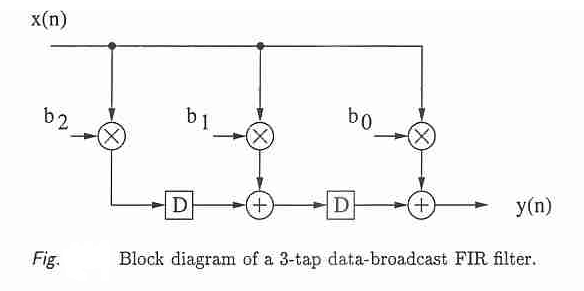 x(n)
b2 b1 b0
D D y(n)
Fig. Block diagram of a 3-tap data-broadcast FIR filter.